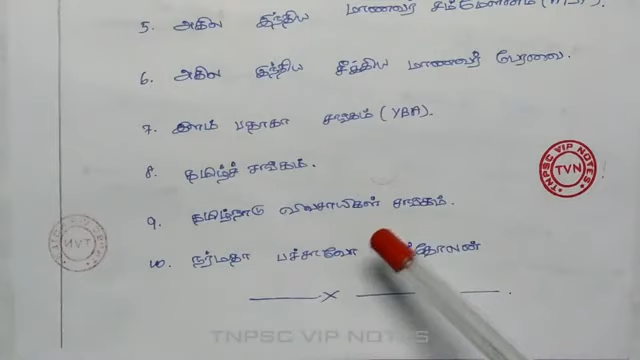 5. அகில இந்திய மாணவர் சம்மேளனம்
6. அகில இந்திய சீக்கிய மாணவர் பேரவை.
7. இளம் பதாகா சங்கம் (YBA).
8. தமிழ்ச் சங்கம்.
9. தமிழ்நாடு விவசாயிகள் சங்கம்.
10. நர்மதா பச்சாவோ
TNPSC VIP NOTES
TVN
TNPSC VIP NOTES